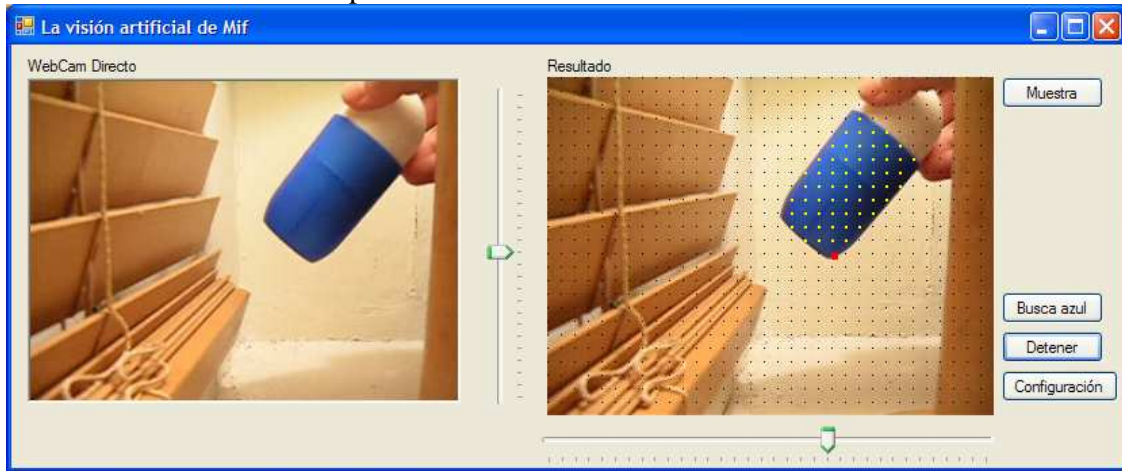 La visión artificial de Mif
WebCam Directo
Resultado
Muestra
Busca azul
Detener
Configuración